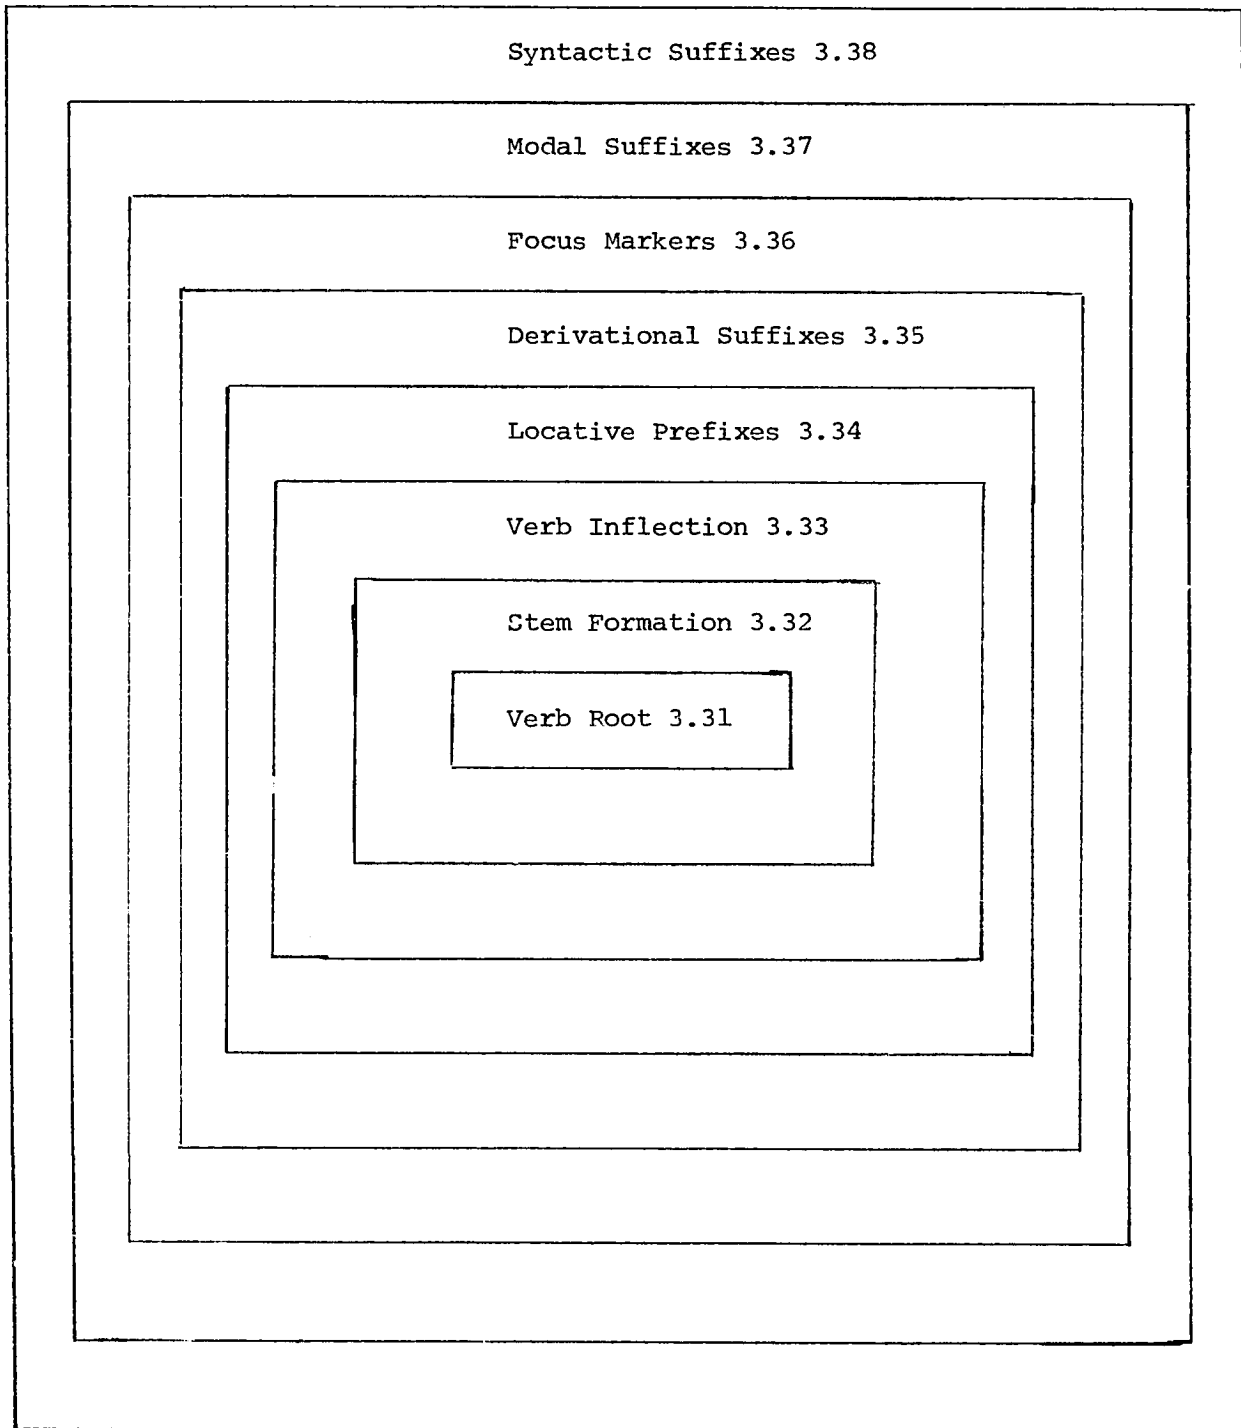 Syntactic Suffixes 3.38
Modal Suffixes 3.37
Focus Markers 3.36
Derivational Suffixes 3.35
Locative Prefixes 3.34
Verb Inflection 3.33
Stem Formation 3.32
Verb Root 3.31